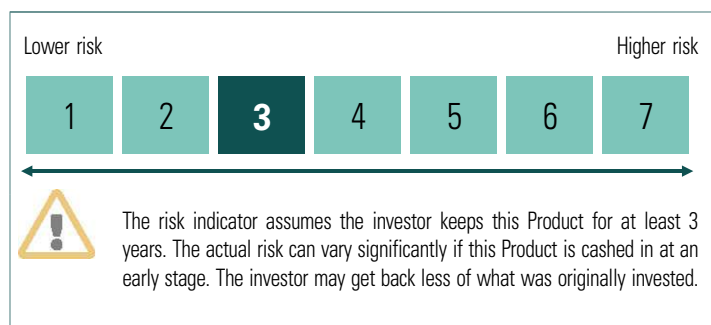 Lower risk Higher risk
1 2 3 4 5 6 7
!
The risk indicator assumes the investor keeps this Product for at least 3
years. The actual risk can vary significantly if this Product is cashed in at an
early stage. The investor may get back less of what was originally invested.